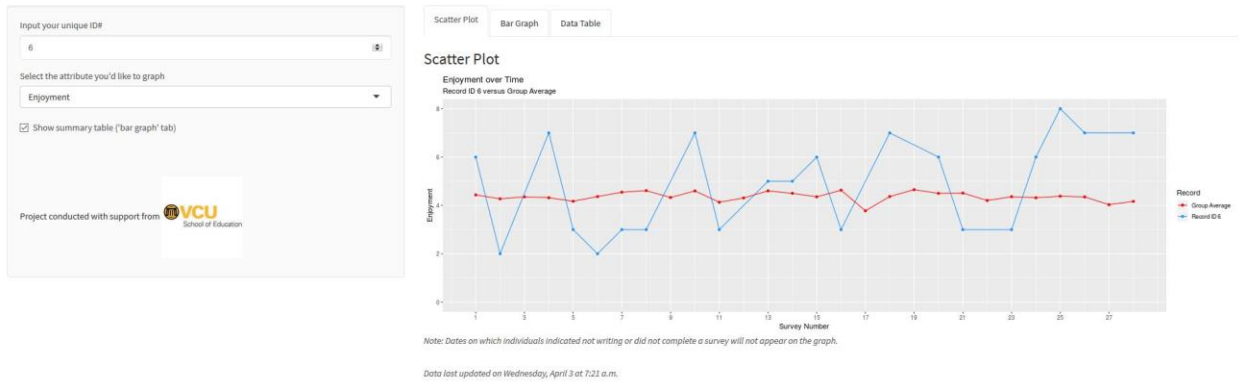 Input your unique ID#
6
Select the attribute you'd like to graph
Enjoyment
Show summary table ('bar graph' tab)
Project conducted with support from
VCU
School of Education
Scatter Plot
Bar Graph
Data Table
Scatter Plot
Enjoyment over Time
Record ID 6 versus Group Average
8
6
4
2
0
Enjoyment
1 3 5 7 9 11 13 15 17 19 21 23 25 27
Survey Number
Record
Group Average
Record ID 6
Note: Dates on which individuals indicated not writing or did not complete a survey will not appear on the graph.
Data last updated on Wednesday, April 3 at 7:21 a.m.